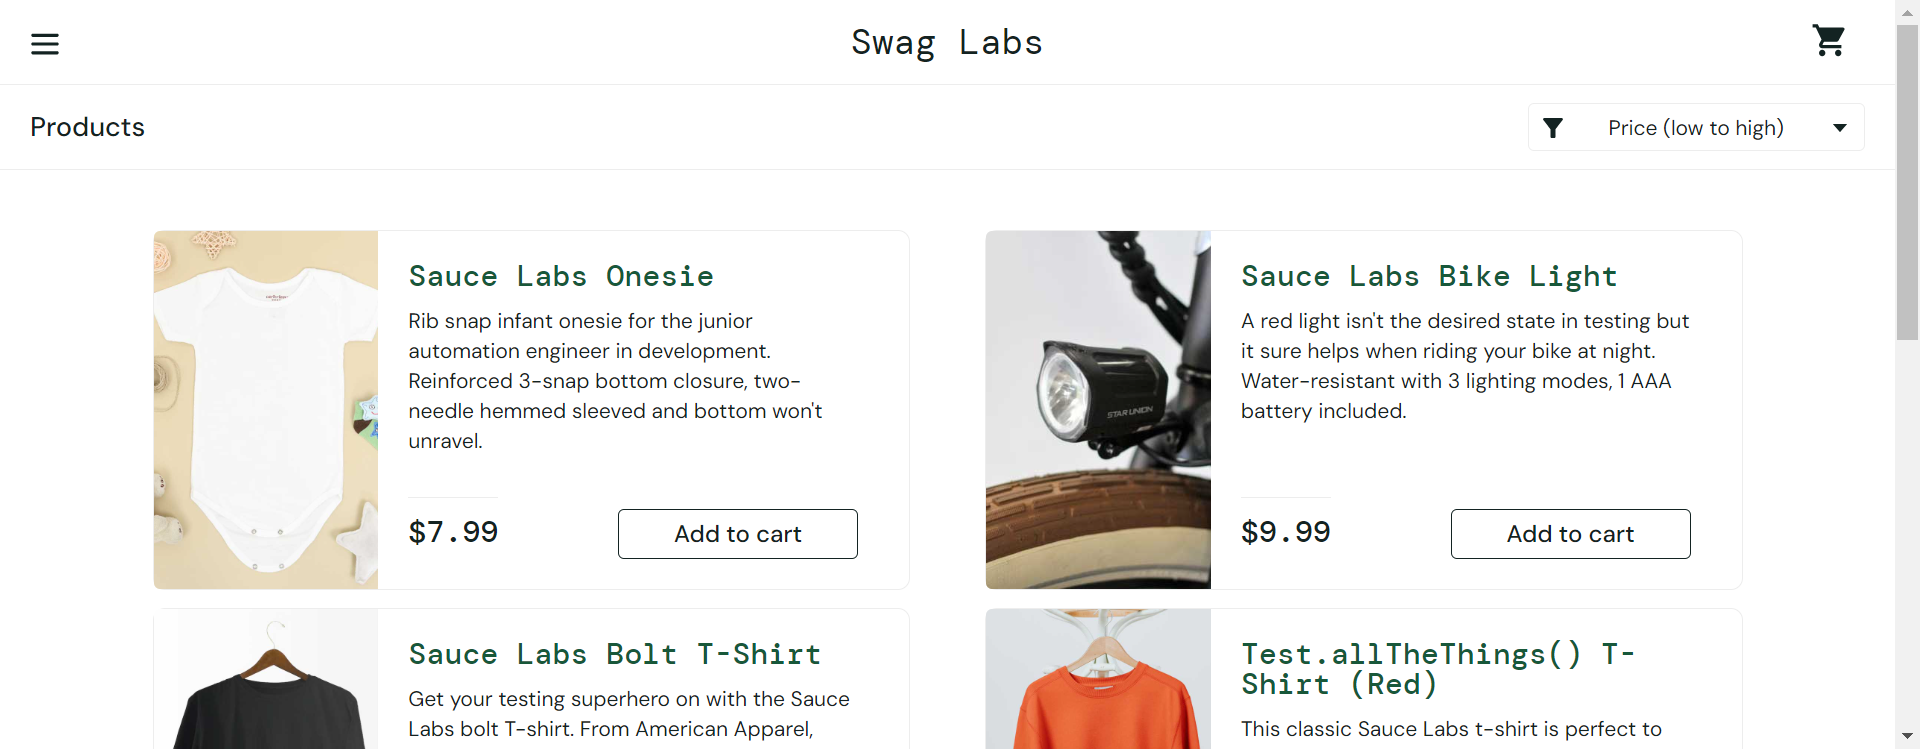 Swag Labs
Products
Price (low to high)
Sauce Labs Onesie
Rib snap infant onesie for the junior
automation engineer in development.
Reinforced 3-snap bottom closure, two-
needle hemmed sleeved and bottom won't
unravel.
$7.99
Add to cart
Sauce Labs Bike Light
A red light isn't the desired state in testing but
it sure helps when riding your bike at night.
Water-resistant with 3 lighting modes, 1 AAA
battery included.
STAR UNION
$9.99
Add to cart
Sauce Labs Bolt T-Shirt
Get your testing superhero on with the Sauce
Labs bolt T-shirt. From American Apparel,
Test.allTheThings() T-
Shirt (Red)
This classic Sauce Labs t-shirt is perfect to